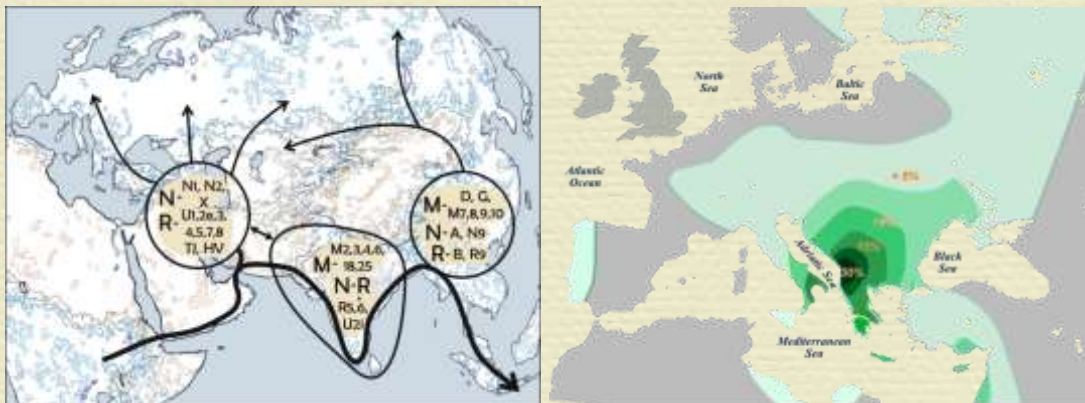 N- N1, N2,
X
R- U1,2e,3,
4,5,7,8
TJ, HV
M- M2,3,4,6,
18,25
N-R
R5,6,
U2i
M- D, G,
M7,8,9,10
N- A, N9
R- B, R9
North
Sea
Baltic
Sea
Atlantic
Ocean
Adriatic Sea
Black
Sea
Mediterranean
Sea